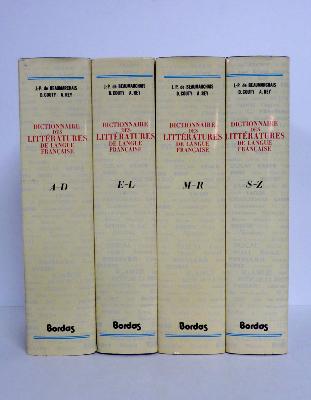 J.-P. de BEAUMARCHAIS
D. COUTY A. REY
DICTIONNAIRE
DES
LITTÉRATURES
DE LANGUE
FRANÇAISE
A-D
Bordas
J.-P. de BEAUMARCHAIS
D. COUTY A. REY
DICTIONNAIRE
DES
LITTÉRATURES
DE LANGUE
FRANÇAISE
E-L
Bordas
J.-P. de BEAUMARCHAIS
D. COUTY A. REY
DICTIONNAIRE
DES
LITTÉRATURES
DE LANGUE
FRANÇAISE
M-R
Bordas
J.-P. de BEAUMARCHAIS
D. COUTY A. REY
DICTIONNAIRE
DES
LITTÉRATURES
DE LANGUE
FRANÇAISE
S-Z
Bordas